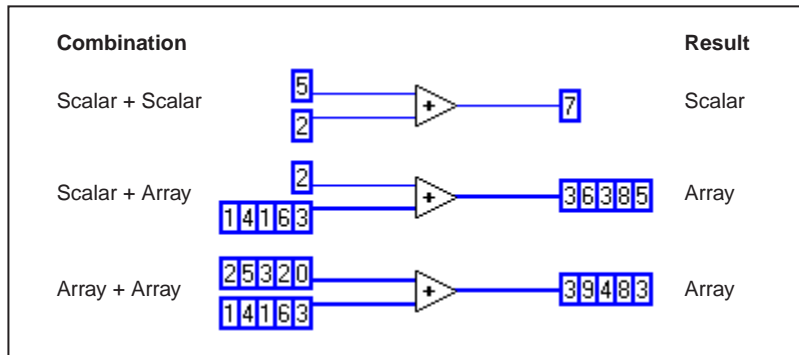 Combination Result
5
Scalar + Scalar + 7 Scalar
2
2
Scalar + Array + 3 6 3 8 5 Array
1 4 1 6 3
2 5 3 2 0
Array + Array + 3 9 4 8 3 Array
1 4 1 6 3